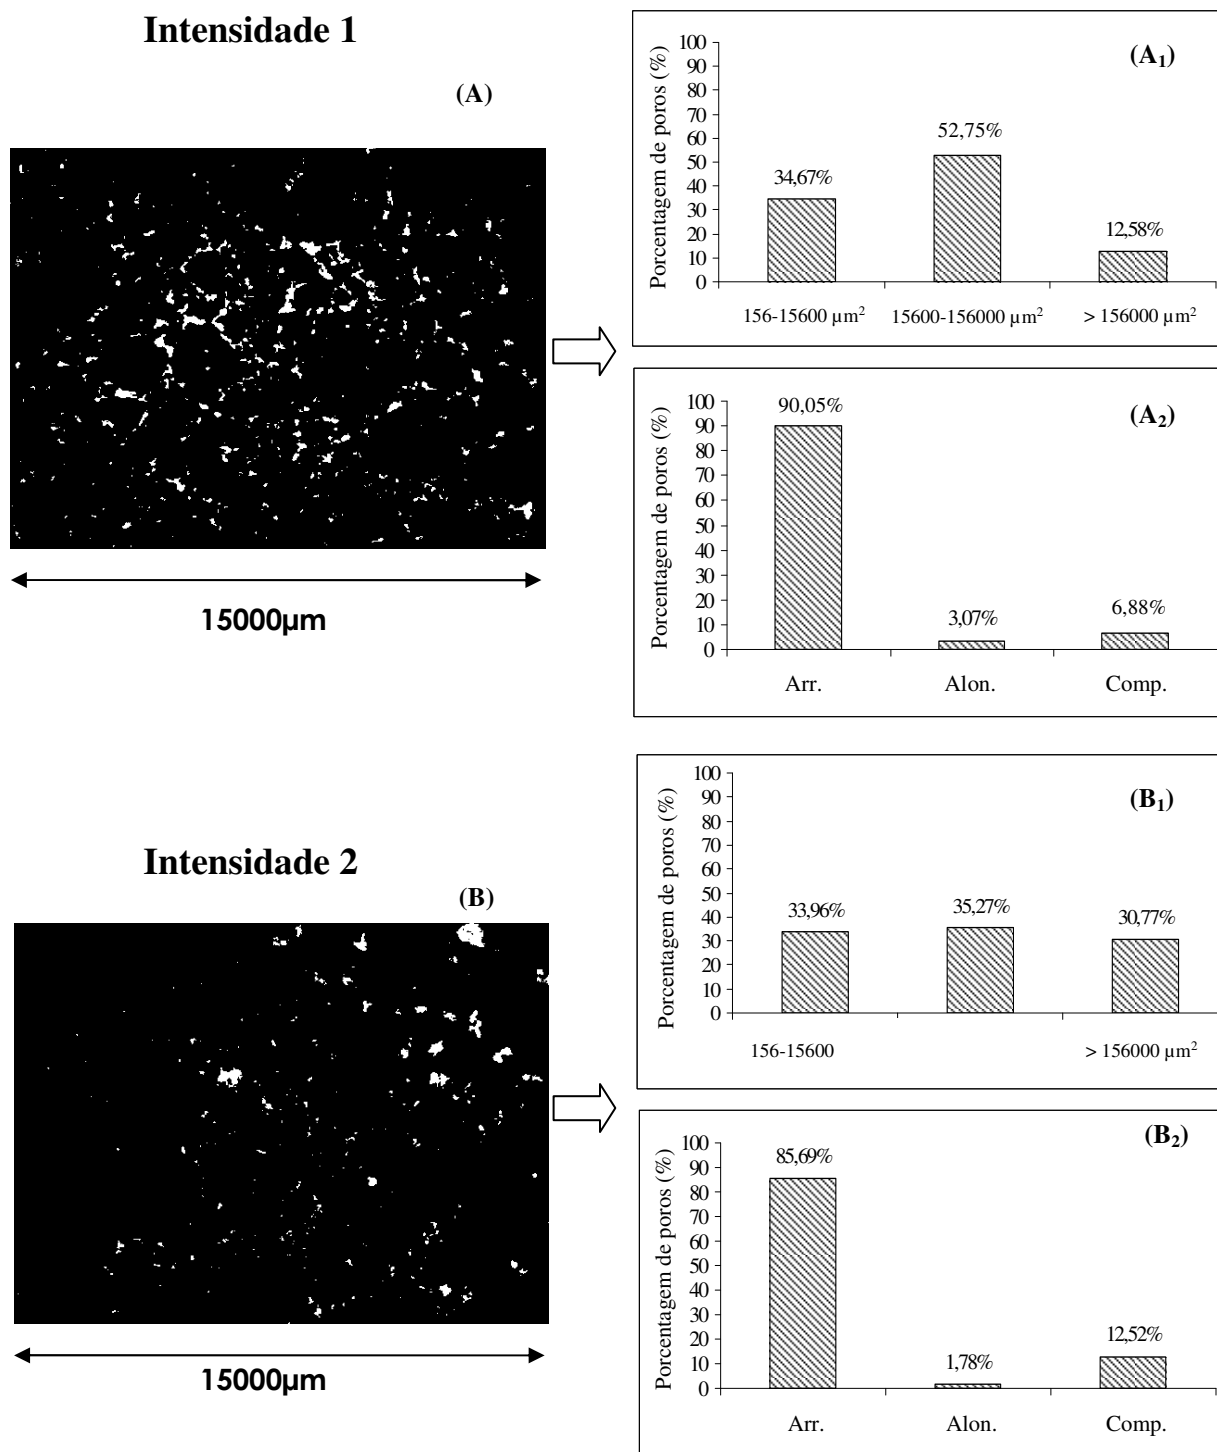 Intensidade 1
(A)
15000µm
(A₁)
Porcentagem de poros (%)
100
90
80
70
60
50
40
30
20
10
0
34,67%
52,75%
12,58%
156-15600 µm²
15600-156000 µm²
> 156000 µm²
(A₂)
Porcentagem de poros (%)
100
90
80
70
60
50
40
30
20
10
0
90,05%
3,07%
6,88%
Arr.
Alon.
Comp.
Intensidade 2
(B)
15000µm
(B₁)
Porcentagem de poros (%)
100
90
80
70
60
50
40
30
20
10
0
33,96%
35,27%
30,77%
156-15600
> 156000 µm²
(B₂)
Porcentagem de poros (%)
100
90
80
70
60
50
40
30
20
10
0
85,69%
1,78%
12,52%
Arr.
Alon.
Comp.